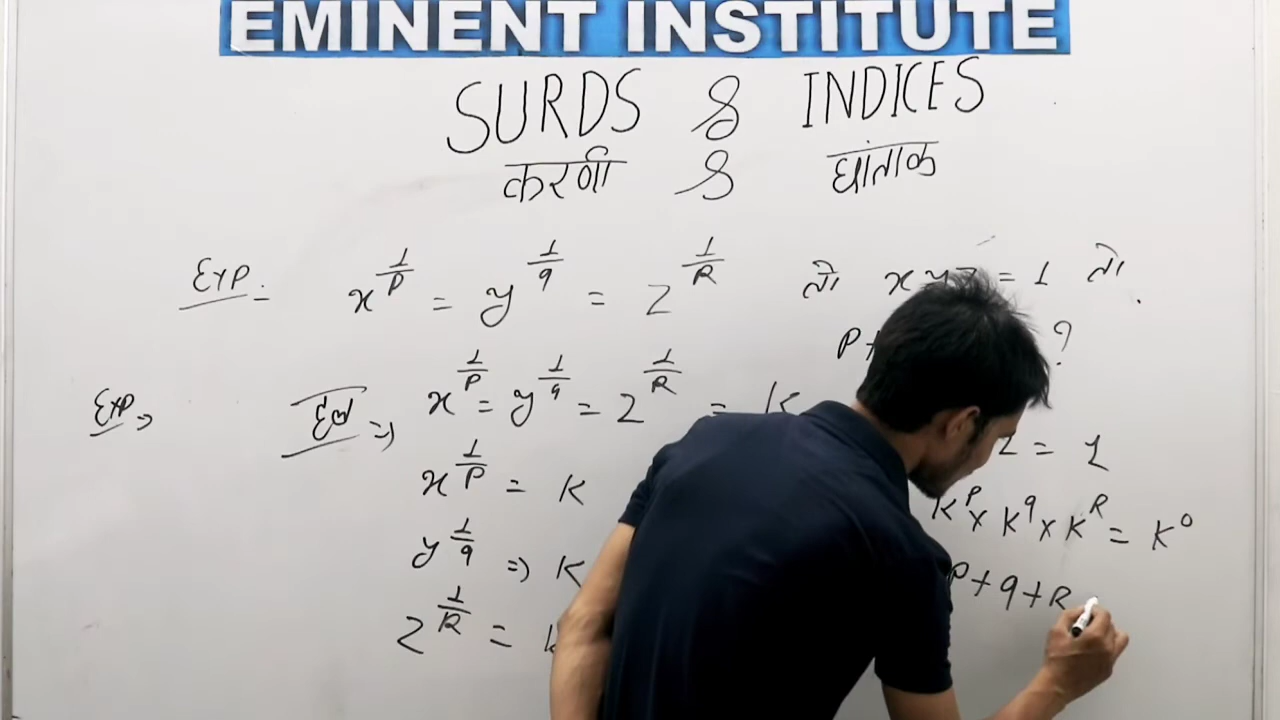 EMINENT INSTITUTE
SURDS & INDICES
करणी & घांताक
Exp. x^1/P = y^1/q = z^1/R तो = 1 तो.
P+ ?
Exp ⇒ हल ⇒ x^1/P = y^1/q = z^1/R = K
z = 1
x^1/P = K
K^P × K^q × K^R = K^0
y^1/q ⇒ K
P+q+R
z^1/R =